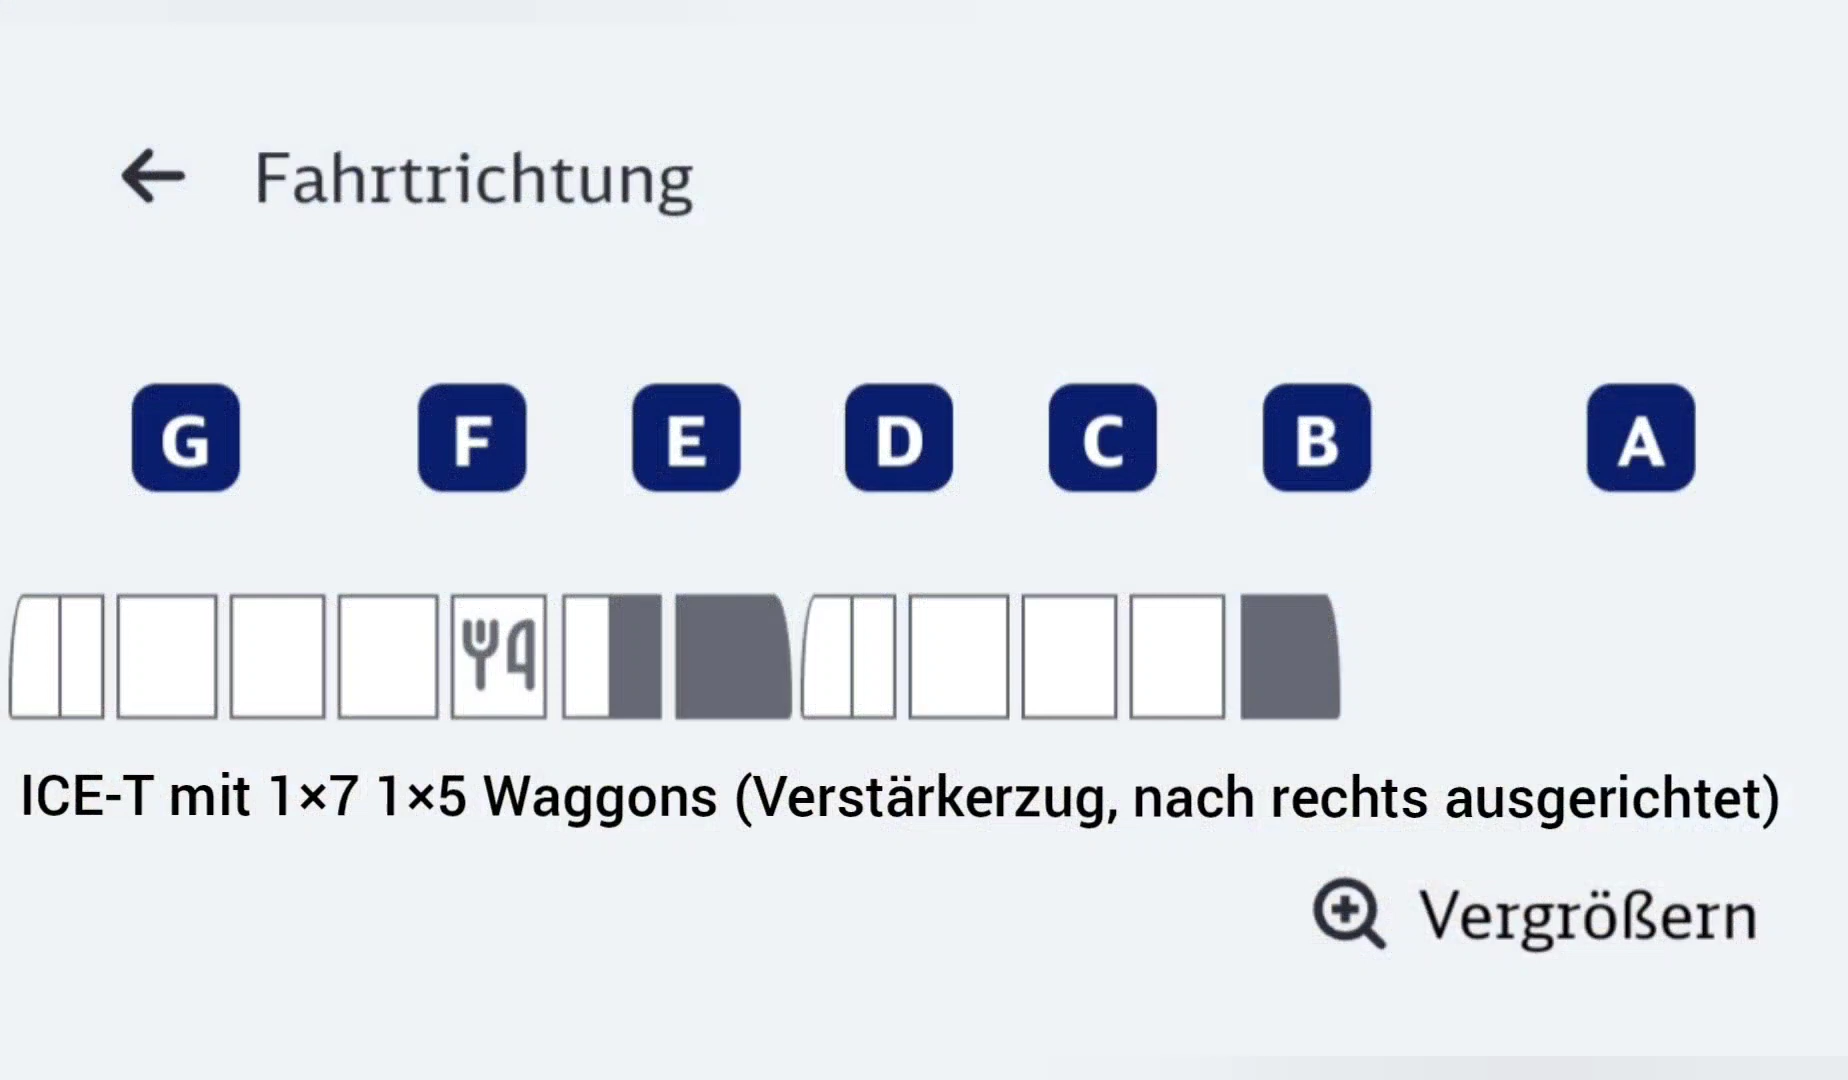 ← Fahrtrichtung
G F E D C B A
ICE-T mit 1×7 1×5 Waggons (Verstärkerzug, nach rechts ausgerichtet)
Vergrößern